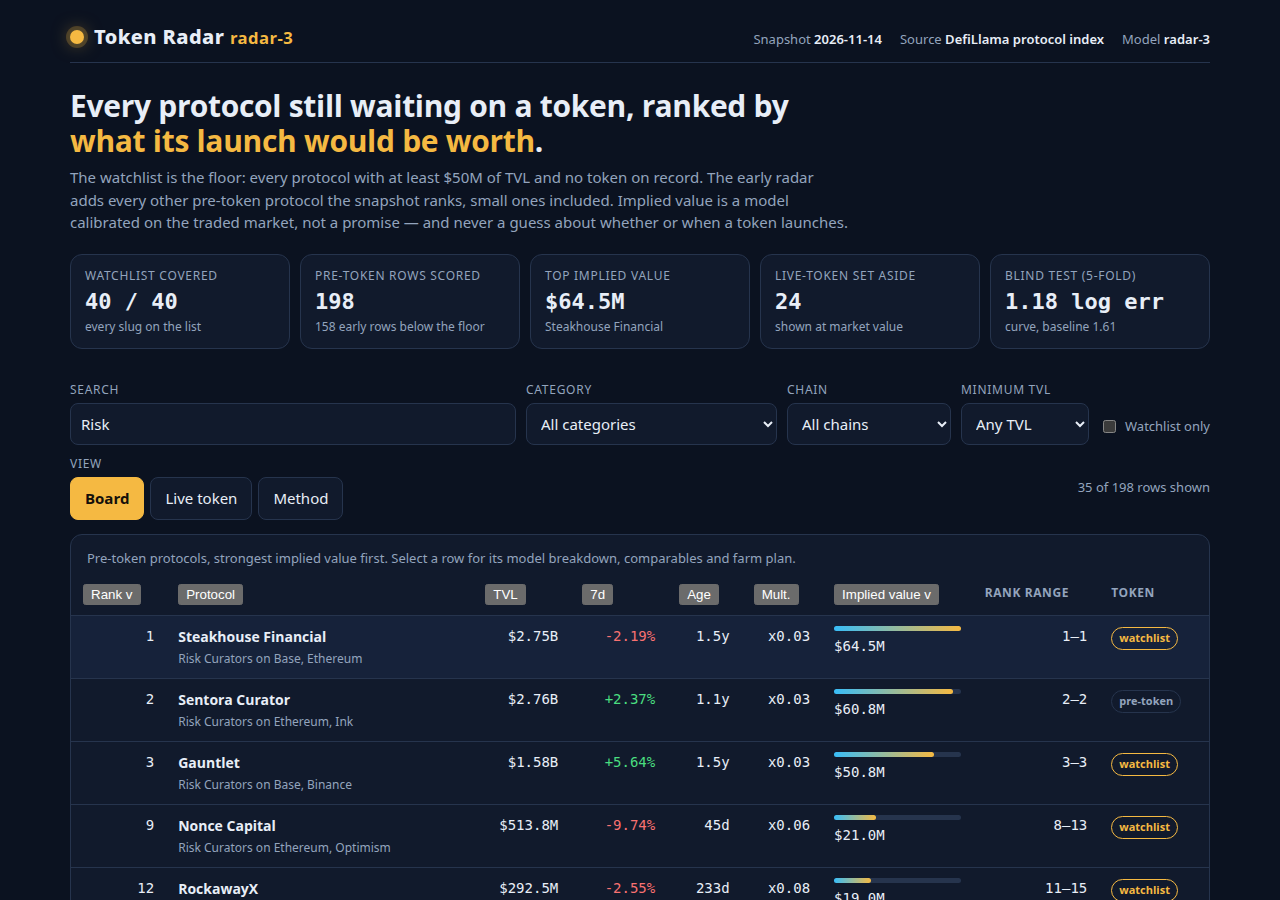 Token Radar radar-3
Snapshot 2026-11-14 Source DefiLlama protocol index Model radar-3
Every protocol still waiting on a token, ranked by
what its launch would be worth.
The watchlist is the floor: every protocol with at least $50M of TVL and no token on record. The early radar
adds every other pre-token protocol the snapshot ranks, small ones included. Implied value is a model
calibrated on the traded market, not a promise — and never a guess about whether or when a token launches.
WATCHLIST COVERED
40 / 40
every slug on the list
PRE-TOKEN ROWS SCORED
198
158 early rows below the floor
TOP IMPLIED VALUE
$64.5M
Steakhouse Financial
LIVE-TOKEN SET ASIDE
24
shown at market value
BLIND TEST (5-FOLD)
1.18 log err
curve, baseline 1.61
SEARCH
Risk
CATEGORY
All categories
CHAIN
All chains
MINIMUM TVL
Any TVL
Watchlist only
VIEW
Board Live token Method
35 of 198 rows shown
Pre-token protocols, strongest implied value first. Select a row for its model breakdown, comparables and farm plan.
Rank v Protocol TVL 7d Age Mult. Implied value v RANK RANGE TOKEN
1 Steakhouse Financial $2.75B -2.19% 1.5y x0.03 $64.5M 1–1 watchlist
Risk Curators on Base, Ethereum
2 Sentora Curator $2.76B +2.37% 1.1y x0.03 $60.8M 2–2 pre-token
Risk Curators on Ethereum, Ink
3 Gauntlet $1.58B +5.64% 1.5y x0.03 $50.8M 3–3 watchlist
Risk Curators on Base, Binance
9 Nonce Capital $513.8M -9.74% 45d x0.06 $21.0M 8–13 watchlist
Risk Curators on Ethereum, Optimism
12 RockawayX $292.5M -2.55% 233d x0.08 $19.0M 11–15 watchlist